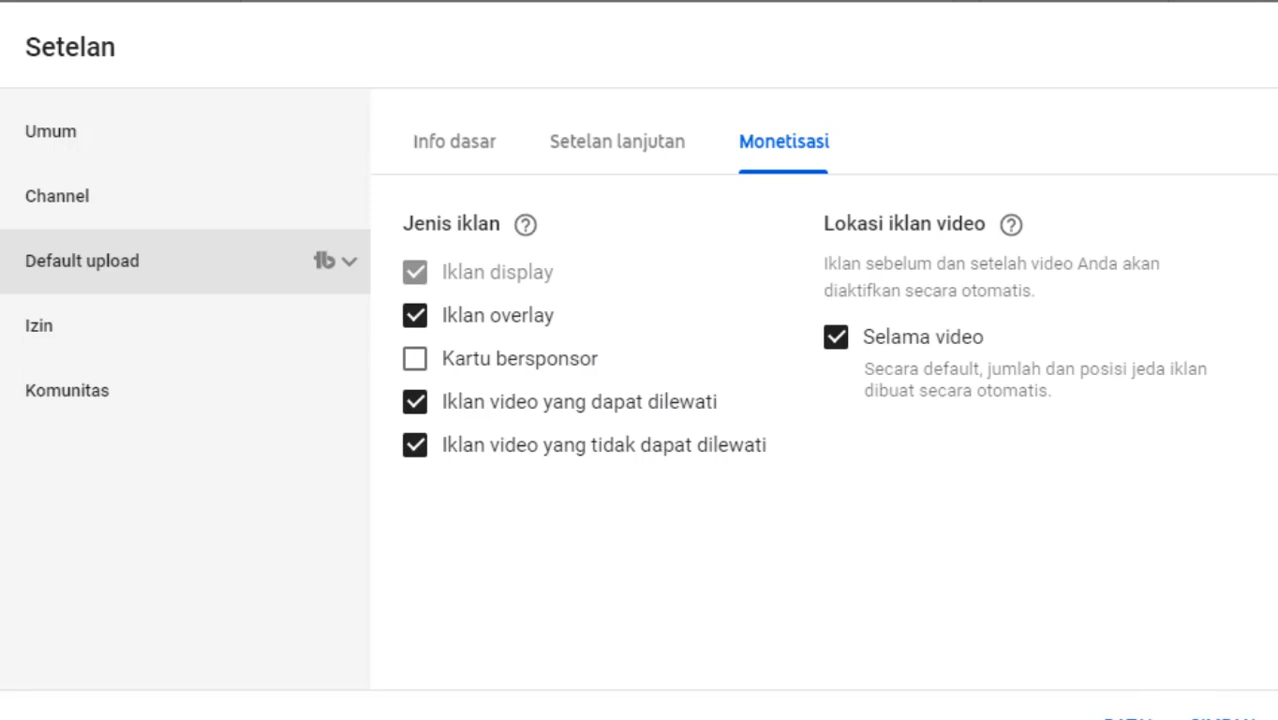 Setelan
Umum
Channel
Default upload
Izin
Komunitas
Info dasar
Setelan lanjutan
Monetisasi
Jenis iklan
Iklan display
Iklan overlay
Kartu bersponsor
Iklan video yang dapat dilewati
Iklan video yang tidak dapat dilewati
Lokasi iklan video
Iklan sebelum dan setelah video Anda akan
diaktifkan secara otomatis.
Selama video
Secara default, jumlah dan posisi jeda iklan
dibuat secara otomatis.